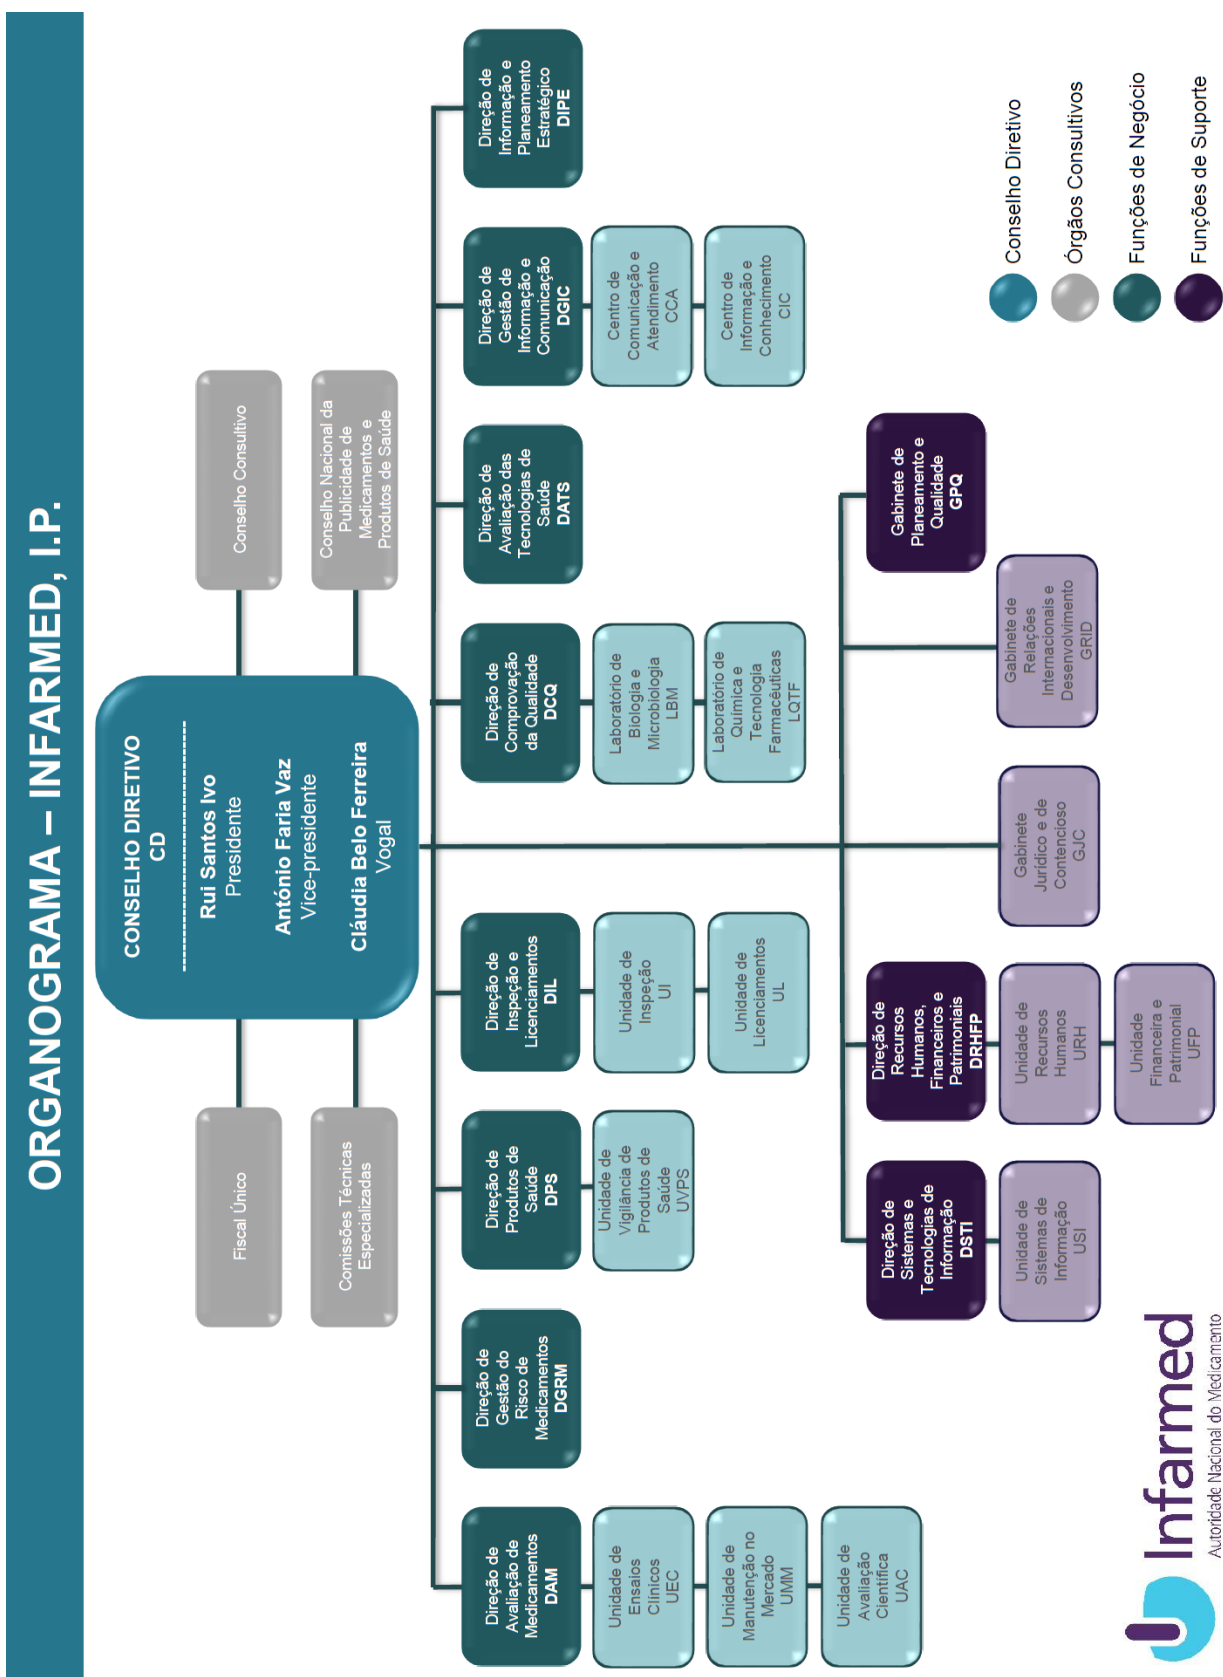 ORGANOGRAMA – INFARMED, I.P.
CONSELHO DIRETIVO
CD
Rui Santos Ivo
Presidente
António Faria Vaz
Vice-presidente
Cláudia Belo Ferreira
Vogal
Fiscal Único
Comissões Técnicas
Especializadas
Conselho Consultivo
Conselho Nacional da
Publicidade de
Medicamentos e
Produtos de Saúde
Direção de
Avaliação de
Medicamentos
DAM
Unidade de
Ensaios
Clínicos
UEC
Unidade de
Manutenção no
Mercado
UMM
Unidade de
Avaliação
Científica
UAC
Direção de
Gestão do
Risco de
Medicamentos
DGRM
Direção de
Produtos de
Saúde
DPS
Unidade de
Vigilância de
Produtos de
Saúde
UVPS
Direção de
Inspeção e
Licenciamentos
DIL
Unidade de
Inspeção
UI
Unidade de
Licenciamentos
UL
Direção de
Comprovação
da Qualidade
DCQ
Laboratório de
Biologia e
Microbiologia
LBM
Laboratório de
Química e
Tecnologia
Farmacêuticas
LQTF
Direção de
Avaliação das
Tecnologias de
Saúde
DATS
Direção de
Gestão de
Informação e
Comunicação
DGIC
Centro de
Comunicação e
Atendimento
CCA
Centro de
Informação e
Conhecimento
CIC
Direção de
Informação e
Planeamento
Estratégico
DIPE
Direção de
Sistemas e
Tecnologias de
Informação
DSTI
Unidade de
Sistemas de
Informação
USI
Direção de
Recursos
Humanos,
Financeiros e
Patrimoniais
DRHFP
Unidade de
Recursos
Humanos
URH
Unidade
Financeira e
Patrimonial
UFP
Gabinete
Jurídico e de
Contencioso
GJC
Gabinete de
Relações
Internacionais e
Desenvolvimento
GRID
Gabinete de
Planeamento e
Qualidade
GPQ
Conselho Diretivo
Órgãos Consultivos
Funções de Negócio
Funções de Suporte
Infarmed
Autoridade Nacional do Medicamento